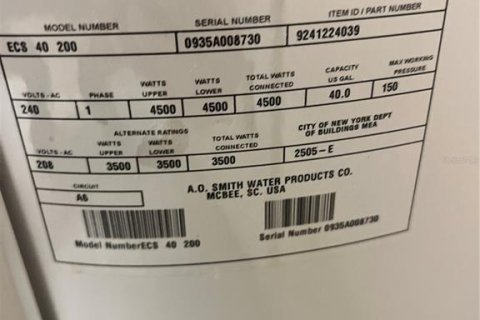 MODEL NUMBER SERIAL NUMBER ITEM ID / PART NUMBER
ECS 40 200 0935A008730 9241224039
VOLTS - AC PHASE WATTS UPPER WATTS LOWER TOTAL WATTS CONNECTED CAPACITY US GAL. MAX WORKING PRESSURE
240 1 4500 4500 4500 40.0 150
ALTERNATE RATINGS
VOLTS - AC WATTS UPPER WATTS LOWER TOTAL WATTS CONNECTED CITY OF NEW YORK DEPT OF BUILDINGS MEA
208 3500 3500 3500 2505-E
CIRCUIT
A6
A.O. SMITH WATER PRODUCTS CO.
MCBEE, SC. USA
Model NumberECS 40 200 Serial Number 0935A008730